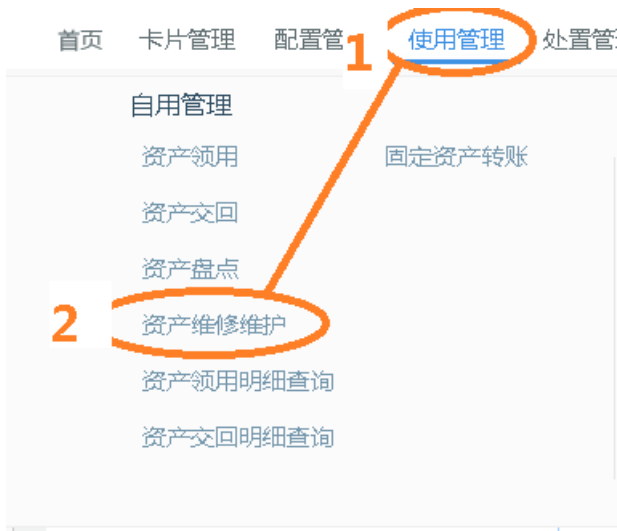 首页 卡片管理 配置管 1 使用管理 处置管
自用管理
资产领用 固定资产转账
资产交回
资产盘点
2 资产维修维护
资产领用明细查询
资产交回明细查询